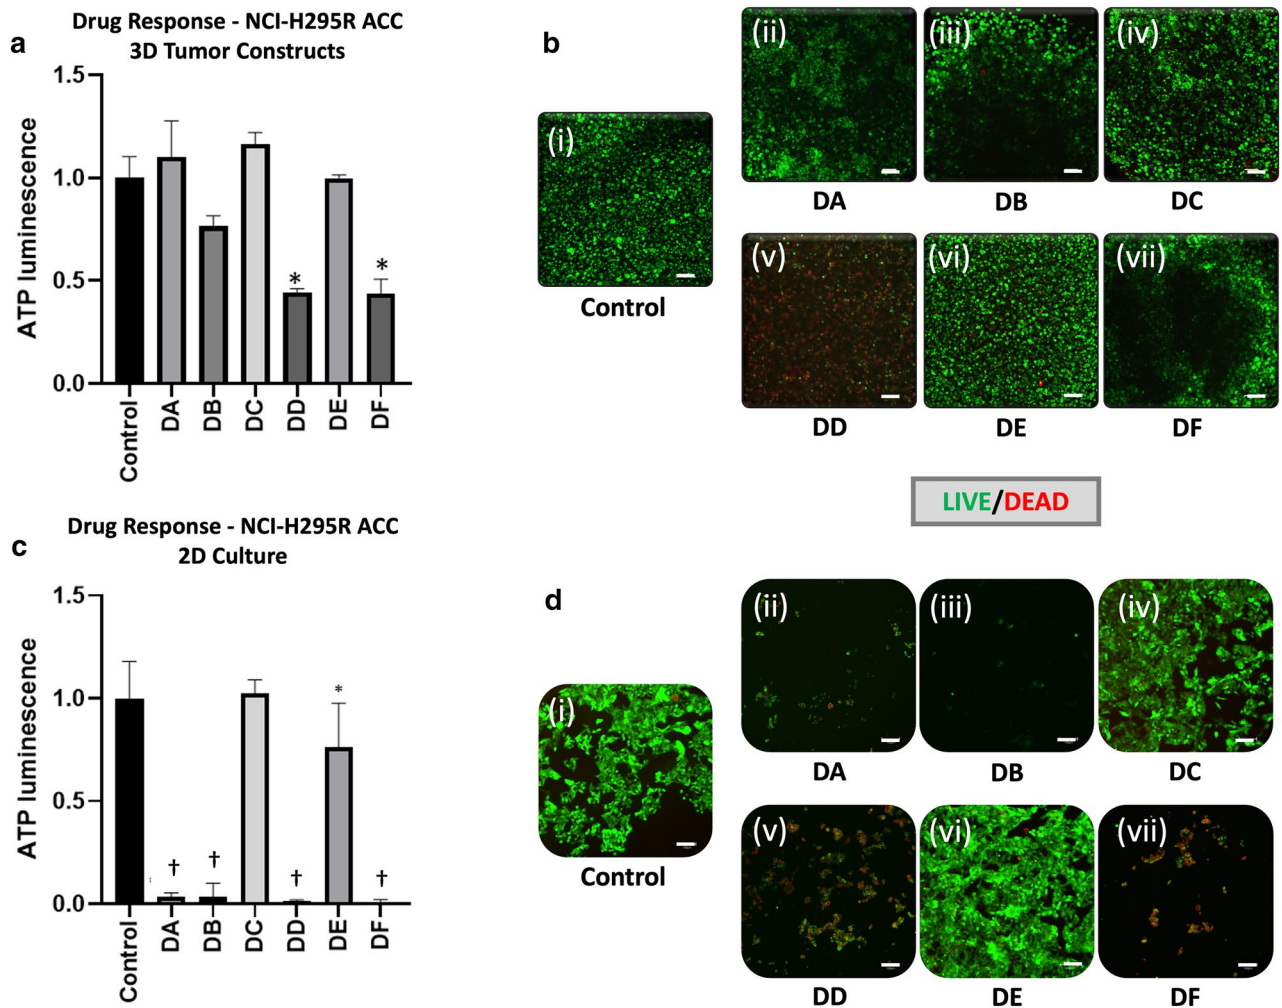 a
Drug Response - NCI-H295R ACC
3D Tumor Constructs
ATP luminescence
1.5
1.0
0.5
0.0
*
*
Control
DA
DB
DC
DD
DE
DF
b
(i)
Control
(ii)
DA
(iii)
DB
(iv)
DC
(v)
DD
(vi)
DE
(vii)
DF
LIVE/DEAD
c
Drug Response - NCI-H295R ACC
2D Culture
ATP luminescence
1.5
1.0
0.5
0.0
†
†
†
*
†
Control
DA
DB
DC
DD
DE
DF
d
(i)
Control
(ii)
DA
(iii)
DB
(iv)
DC
(v)
DD
(vi)
DE
(vii)
DF